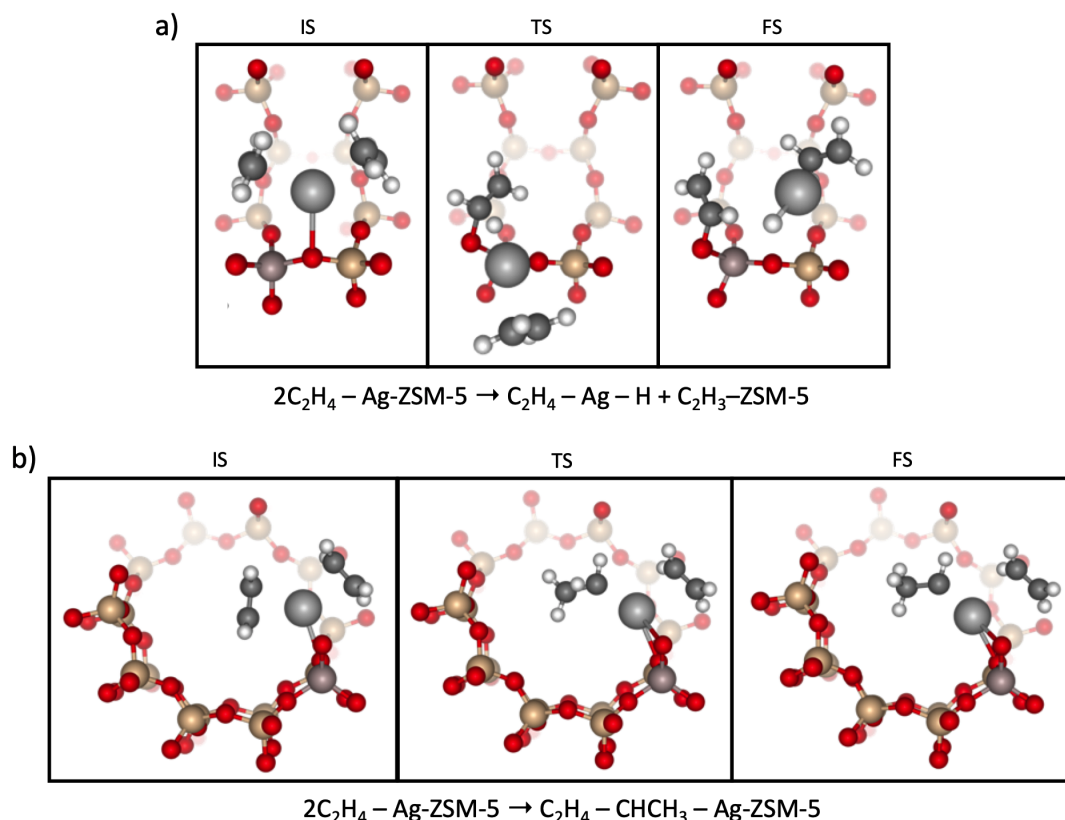 a)
IS TS FS
2C₂H₄ – Ag-ZSM-5 → C₂H₄ – Ag – H + C₂H₃–ZSM-5
b)
IS TS FS
2C₂H₄ – Ag-ZSM-5 → C₂H₄ – CHCH₃ – Ag-ZSM-5